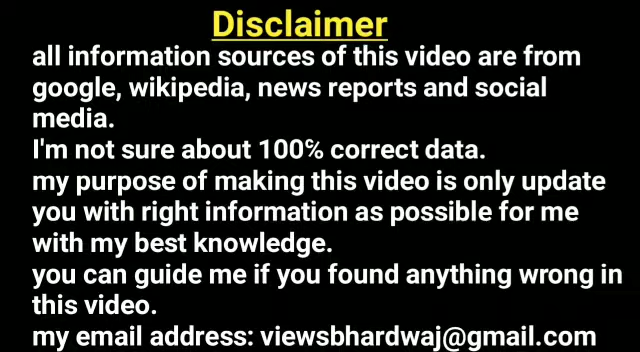 Disclaimer
all information sources of this video are from
google, wikipedia, news reports and social
media.
I'm not sure about 100℅ correct data.
my purpose of making this video is only update
you with right information as possible for me
with my best knowledge.
you can guide me if you found anything wrong in
this video.
my email address: viewsbhardwaj@gmail.com